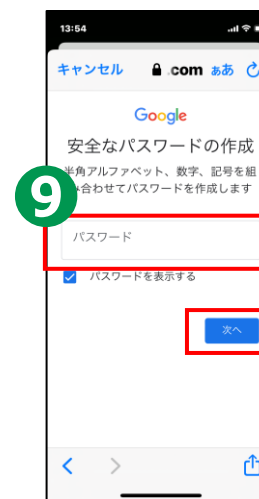 13:54
キャンセル .com ああ
Google
安全なパスワードの作成
半角アルファベット、数字、記号を組
み合わせてパスワードを作成します
9
パスワード
パスワードを表示する
次へ